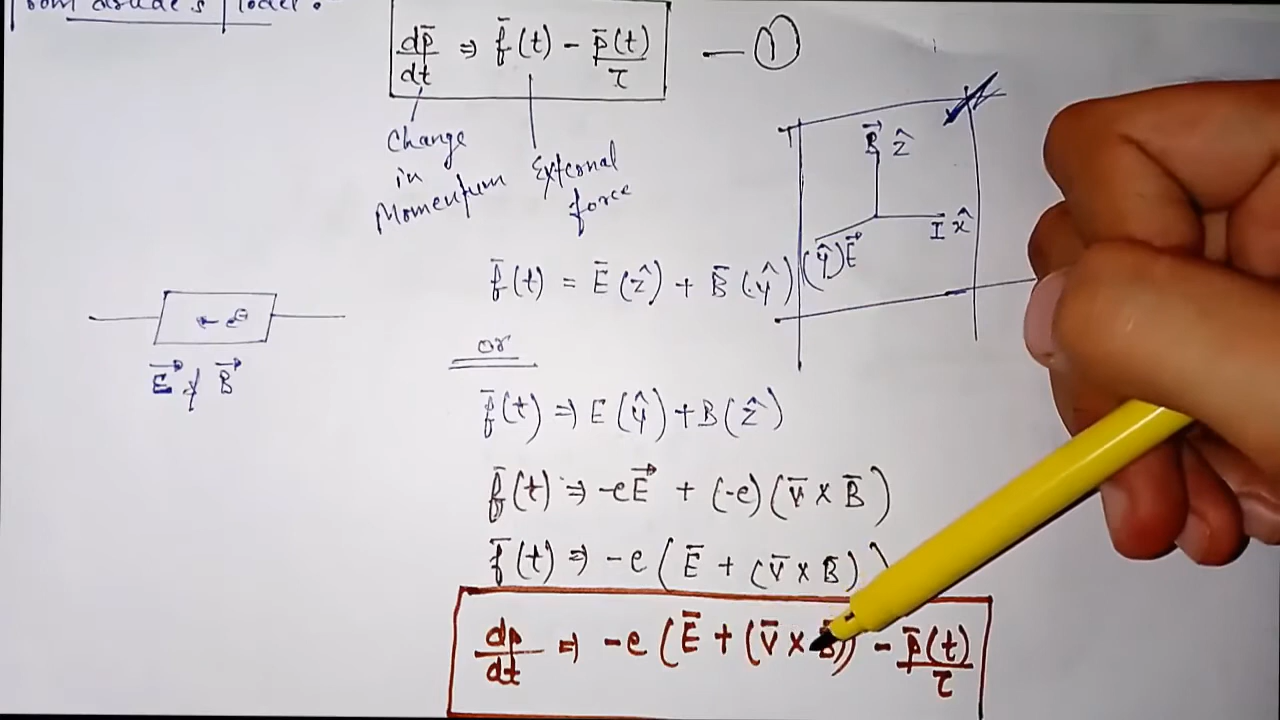 dp̄/dt ⇒ f̄(t) − p̄(t)/τ — ①
Change in Momentum
External force
B⃗ ẑ
I x̂
(ŷ) E⃗
f̄(t) = Ē(ẑ) + B̄(ŷ)
or
e⊖
E⃗ & B⃗
f̄(t) ⇒ E(ŷ) + B(ẑ)
f̄(t) ⇒ -eE⃗ + (-e)(v̄ × B̄)
f̄(t) ⇒ -e(Ē + (v̄ × B̄))
dp/dt ⇒ -e(Ē + (v̄ × B̄)) − p̄(t)/τ